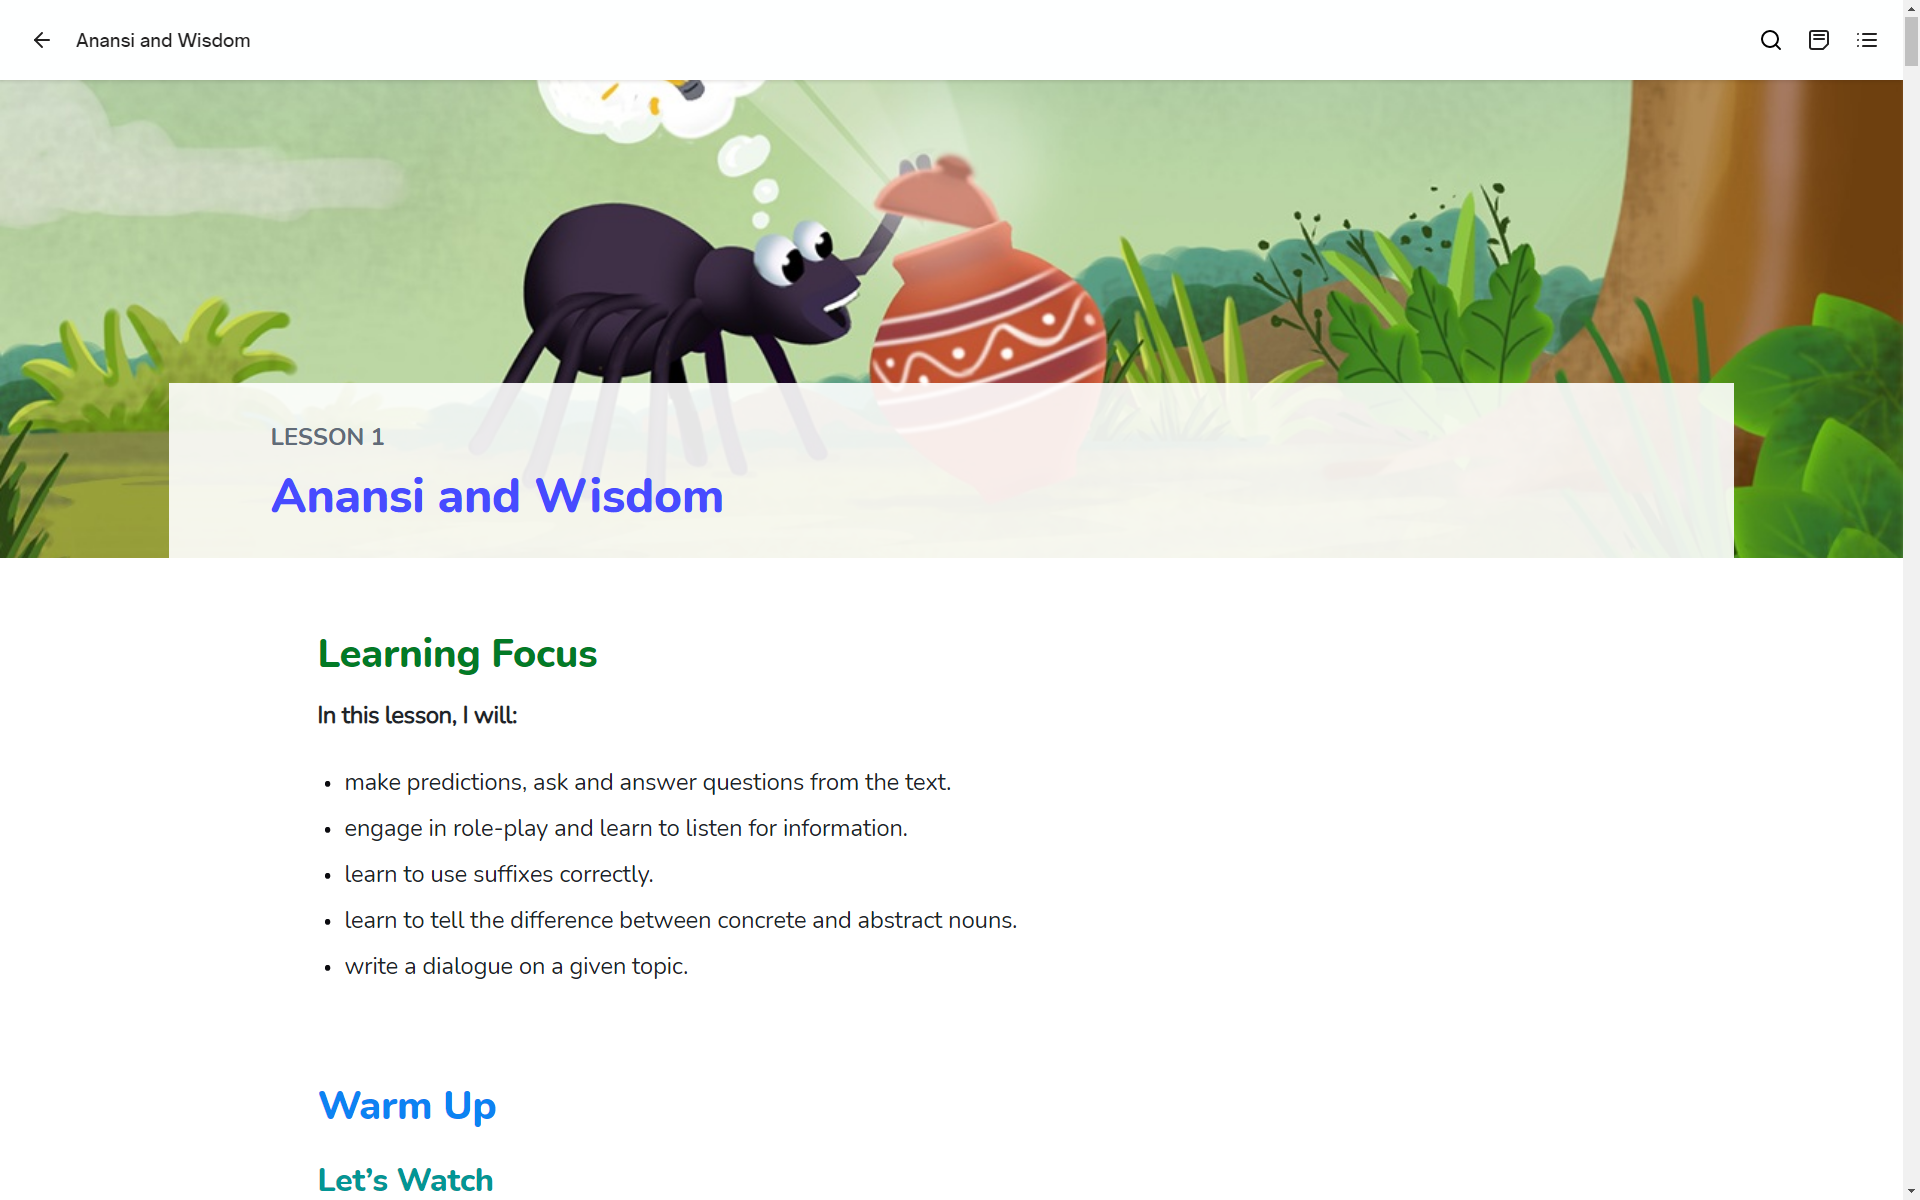 Anansi and Wisdom
LESSON 1
Anansi and Wisdom
Learning Focus
In this lesson, I will:
• make predictions, ask and answer questions from the text.
• engage in role-play and learn to listen for information.
• learn to use suffixes correctly.
• learn to tell the difference between concrete and abstract nouns.
• write a dialogue on a given topic.
Warm Up
Let’s Watch